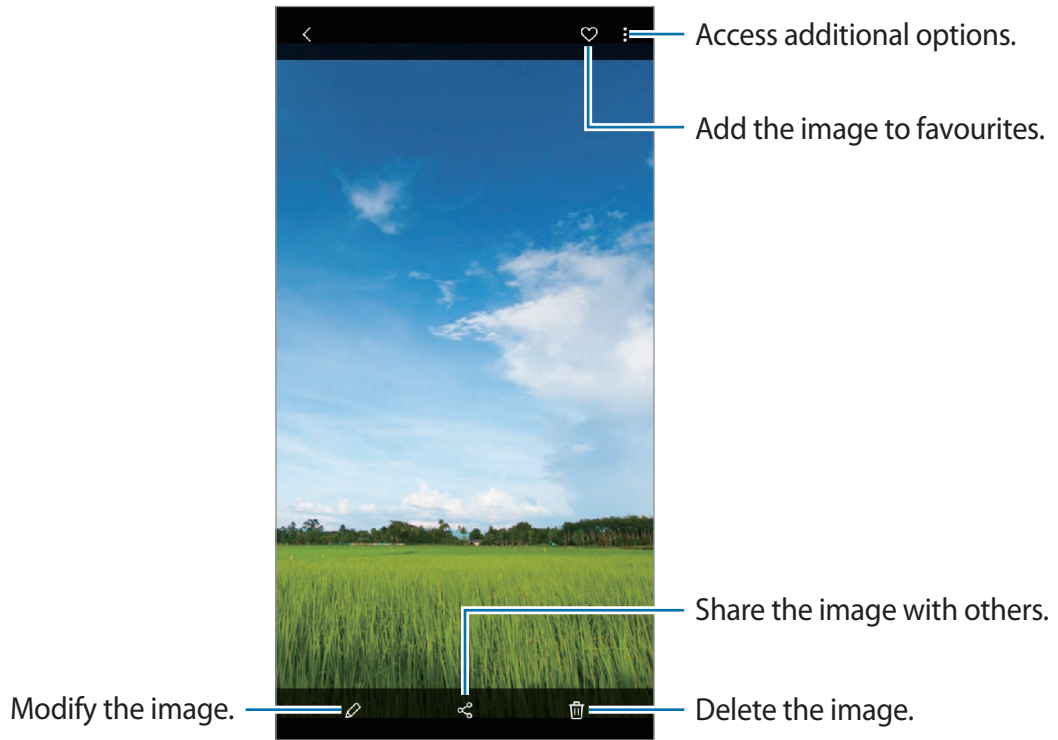 Access additional options.
Add the image to favourites.
Share the image with others.
Modify the image.
Delete the image.